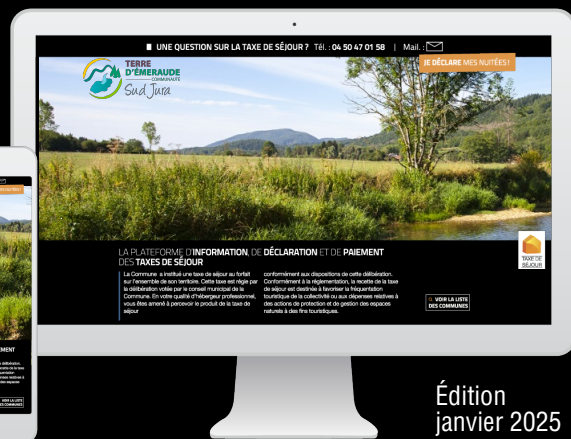 UNE QUESTION SUR LA TAXE DE SÉJOUR ? Tél. : 04 50 47 01 58 | Mail. :
JE DÉCLARE MES NUITÉES !
TERRE
D'ÉMERAUDE
COMMUNAUTÉ
Sud Jura
LA PLATEFORME D'INFORMATION, DE DÉCLARATION ET DE PAIEMENT
DES TAXES DE SÉJOUR
La Commune a institué une taxe de séjour au forfait
sur l'ensemble de son territoire. Cette taxe est régie par
la délibération votée par le conseil municipal de la
Commune. En votre qualité d'hébergeur professionnel,
vous êtes amené à percevoir le produit de la taxe de
séjour
conformément aux dispositions de cette délibération.
Conformément à la réglementation, la recette de la taxe
de séjour est destinée à favoriser la fréquentation
touristique de la collectivité ou aux dépenses relatives à
des actions de protection et de gestion des espaces
naturels à des fins touristiques.
TAXE DE
SÉJOUR
VOIR LA LISTE
DES COMMUNES
VOIR LA LISTE
DES COMMUNES
Édition
janvier 2025